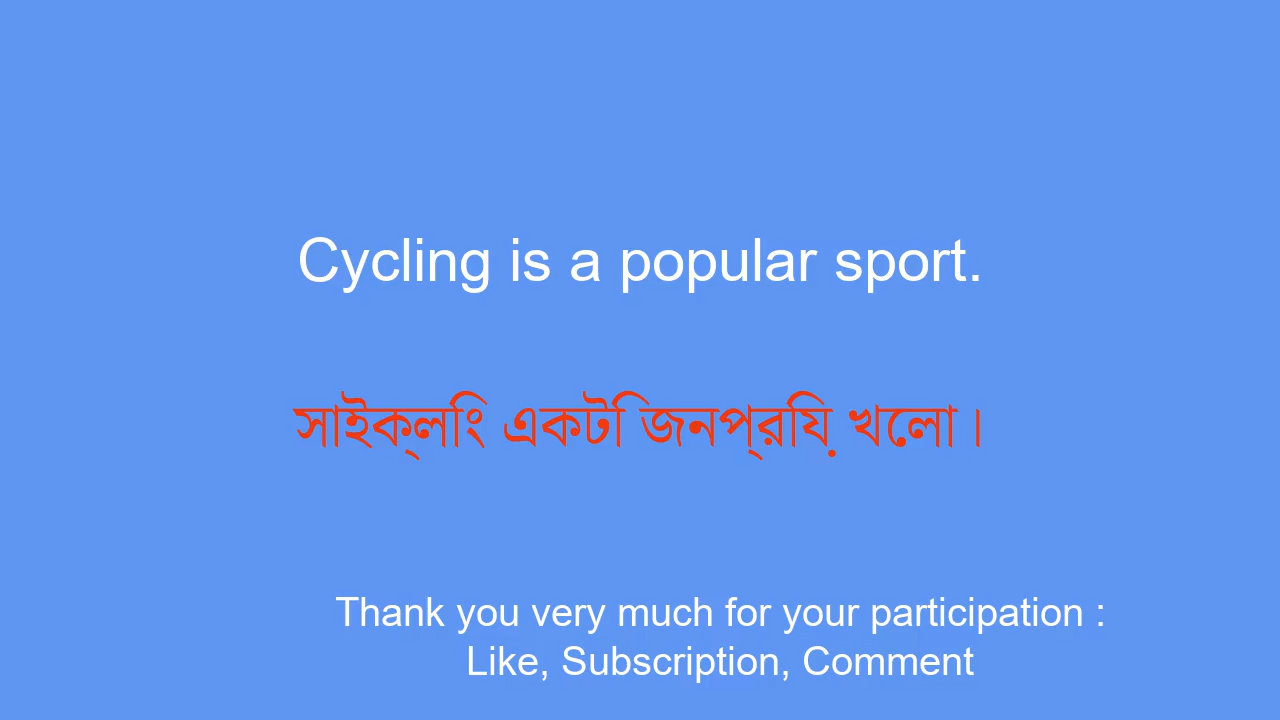 Cycling is a popular sport.
সাইক্লিং একটি জনপ্রিয় খেলা।
Thank you very much for your participation :
Like, Subscription, Comment